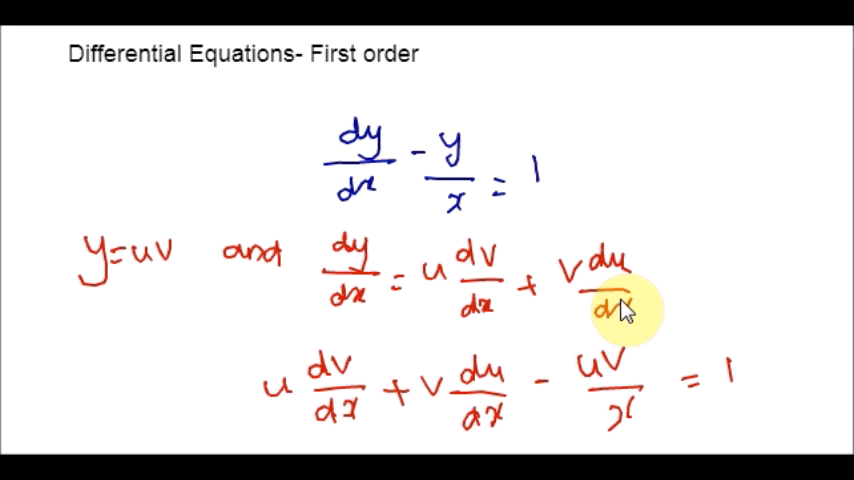 Differential Equations- First order
dy/dx - y/x = 1
y=uv and dy/dx = u dv/dx + v du/dx
u dv/dx + v du/dx - uv/x = 1